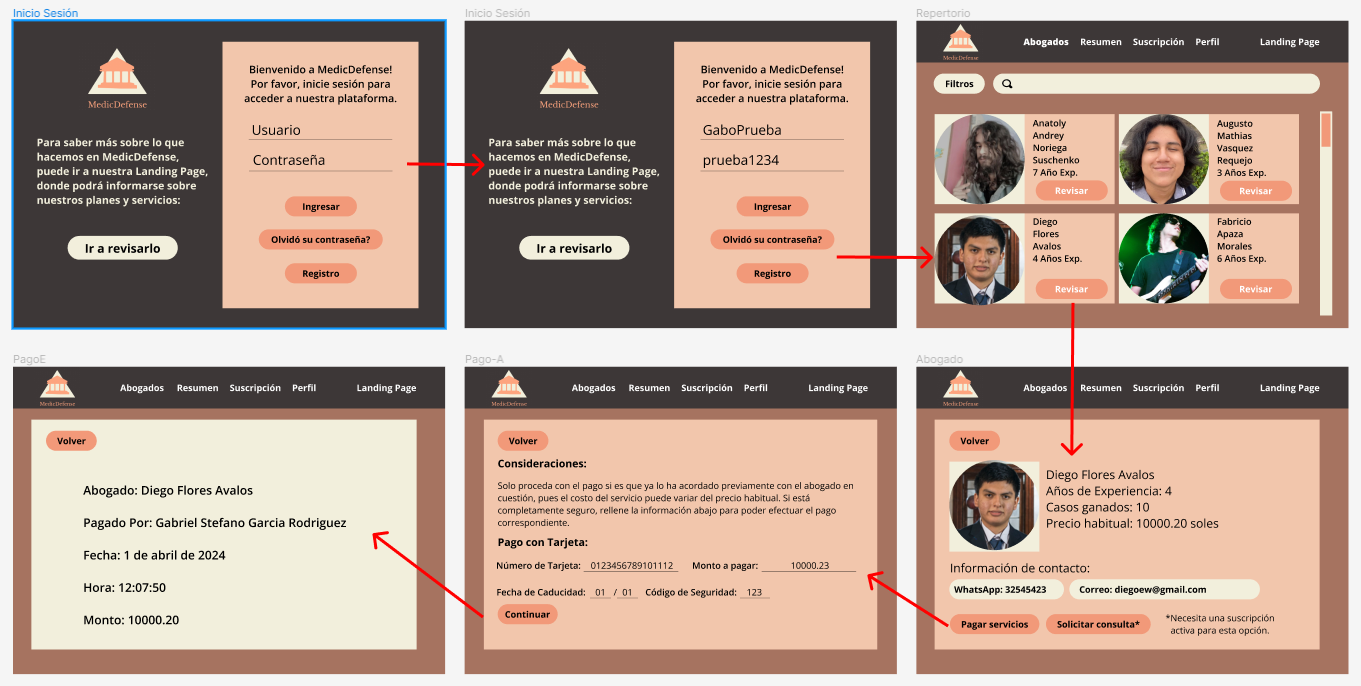 Inicio Sesión
MedicDefense
Para saber más sobre lo que
hacemos en MedicDefense,
puede ir a nuestra Landing Page,
donde podrá informarse sobre
nuestros planes y servicios:
Ir a revisarlo
Bienvenido a MedicDefense!
Por favor, inicie sesión para
acceder a nuestra plataforma.
Usuario
Contraseña
Ingresar
Olvidó su contraseña?
Registro
Inicio Sesión
MedicDefense
Para saber más sobre lo que
hacemos en MedicDefense,
puede ir a nuestra Landing Page,
donde podrá informarse sobre
nuestros planes y servicios:
Ir a revisarlo
Bienvenido a MedicDefense!
Por favor, inicie sesión para
acceder a nuestra plataforma.
GaboPrueba
prueba1234
Ingresar
Olvidó su contraseña?
Registro
Repertorio
MedicDefense
Abogados Resumen Suscripción Perfil Landing Page
Filtros
Anatoly
Andrey
Noriega
Suschenko
7 Año Exp.
Revisar
Augusto
Mathias
Vasquez
Requejo
3 Años Exp.
Revisar
Diego
Flores
Avalos
4 Años Exp.
Revisar
Fabricio
Apaza
Morales
6 Años Exp.
Revisar
PagoE
MedicDefense
Abogados Resumen Suscripción Perfil Landing Page
Volver
Abogado: Diego Flores Avalos
Pagado Por: Gabriel Stefano Garcia Rodriguez
Fecha: 1 de abril de 2024
Hora: 12:07:50
Monto: 10000.20
Pago-A
MedicDefense
Abogados Resumen Suscripción Perfil Landing Page
Volver
Consideraciones:
Solo proceda con el pago si es que ya lo ha acordado previamente con el abogado en
cuestión, pues el costo del servicio puede variar del precio habitual. Si está
completamente seguro, rellene la información abajo para poder efectuar el pago
correspondiente.
Pago con Tarjeta:
Número de Tarjeta: 0123456789101112 Monto a pagar: 10000.23
Fecha de Caducidad: 01 / 01 Código de Seguridad: 123
Continuar
Abogado
MedicDefense
Abogados Resumen Suscripción Perfil Landing Page
Volver
Diego Flores Avalos
Años de Experiencia: 4
Casos ganados: 10
Precio habitual: 10000.20 soles
Información de contacto:
WhatsApp: 32545423 Correo: diegoew@gmail.com
Pagar servicios Solicitar consulta* *Necesita una suscripción
activa para esta opción.